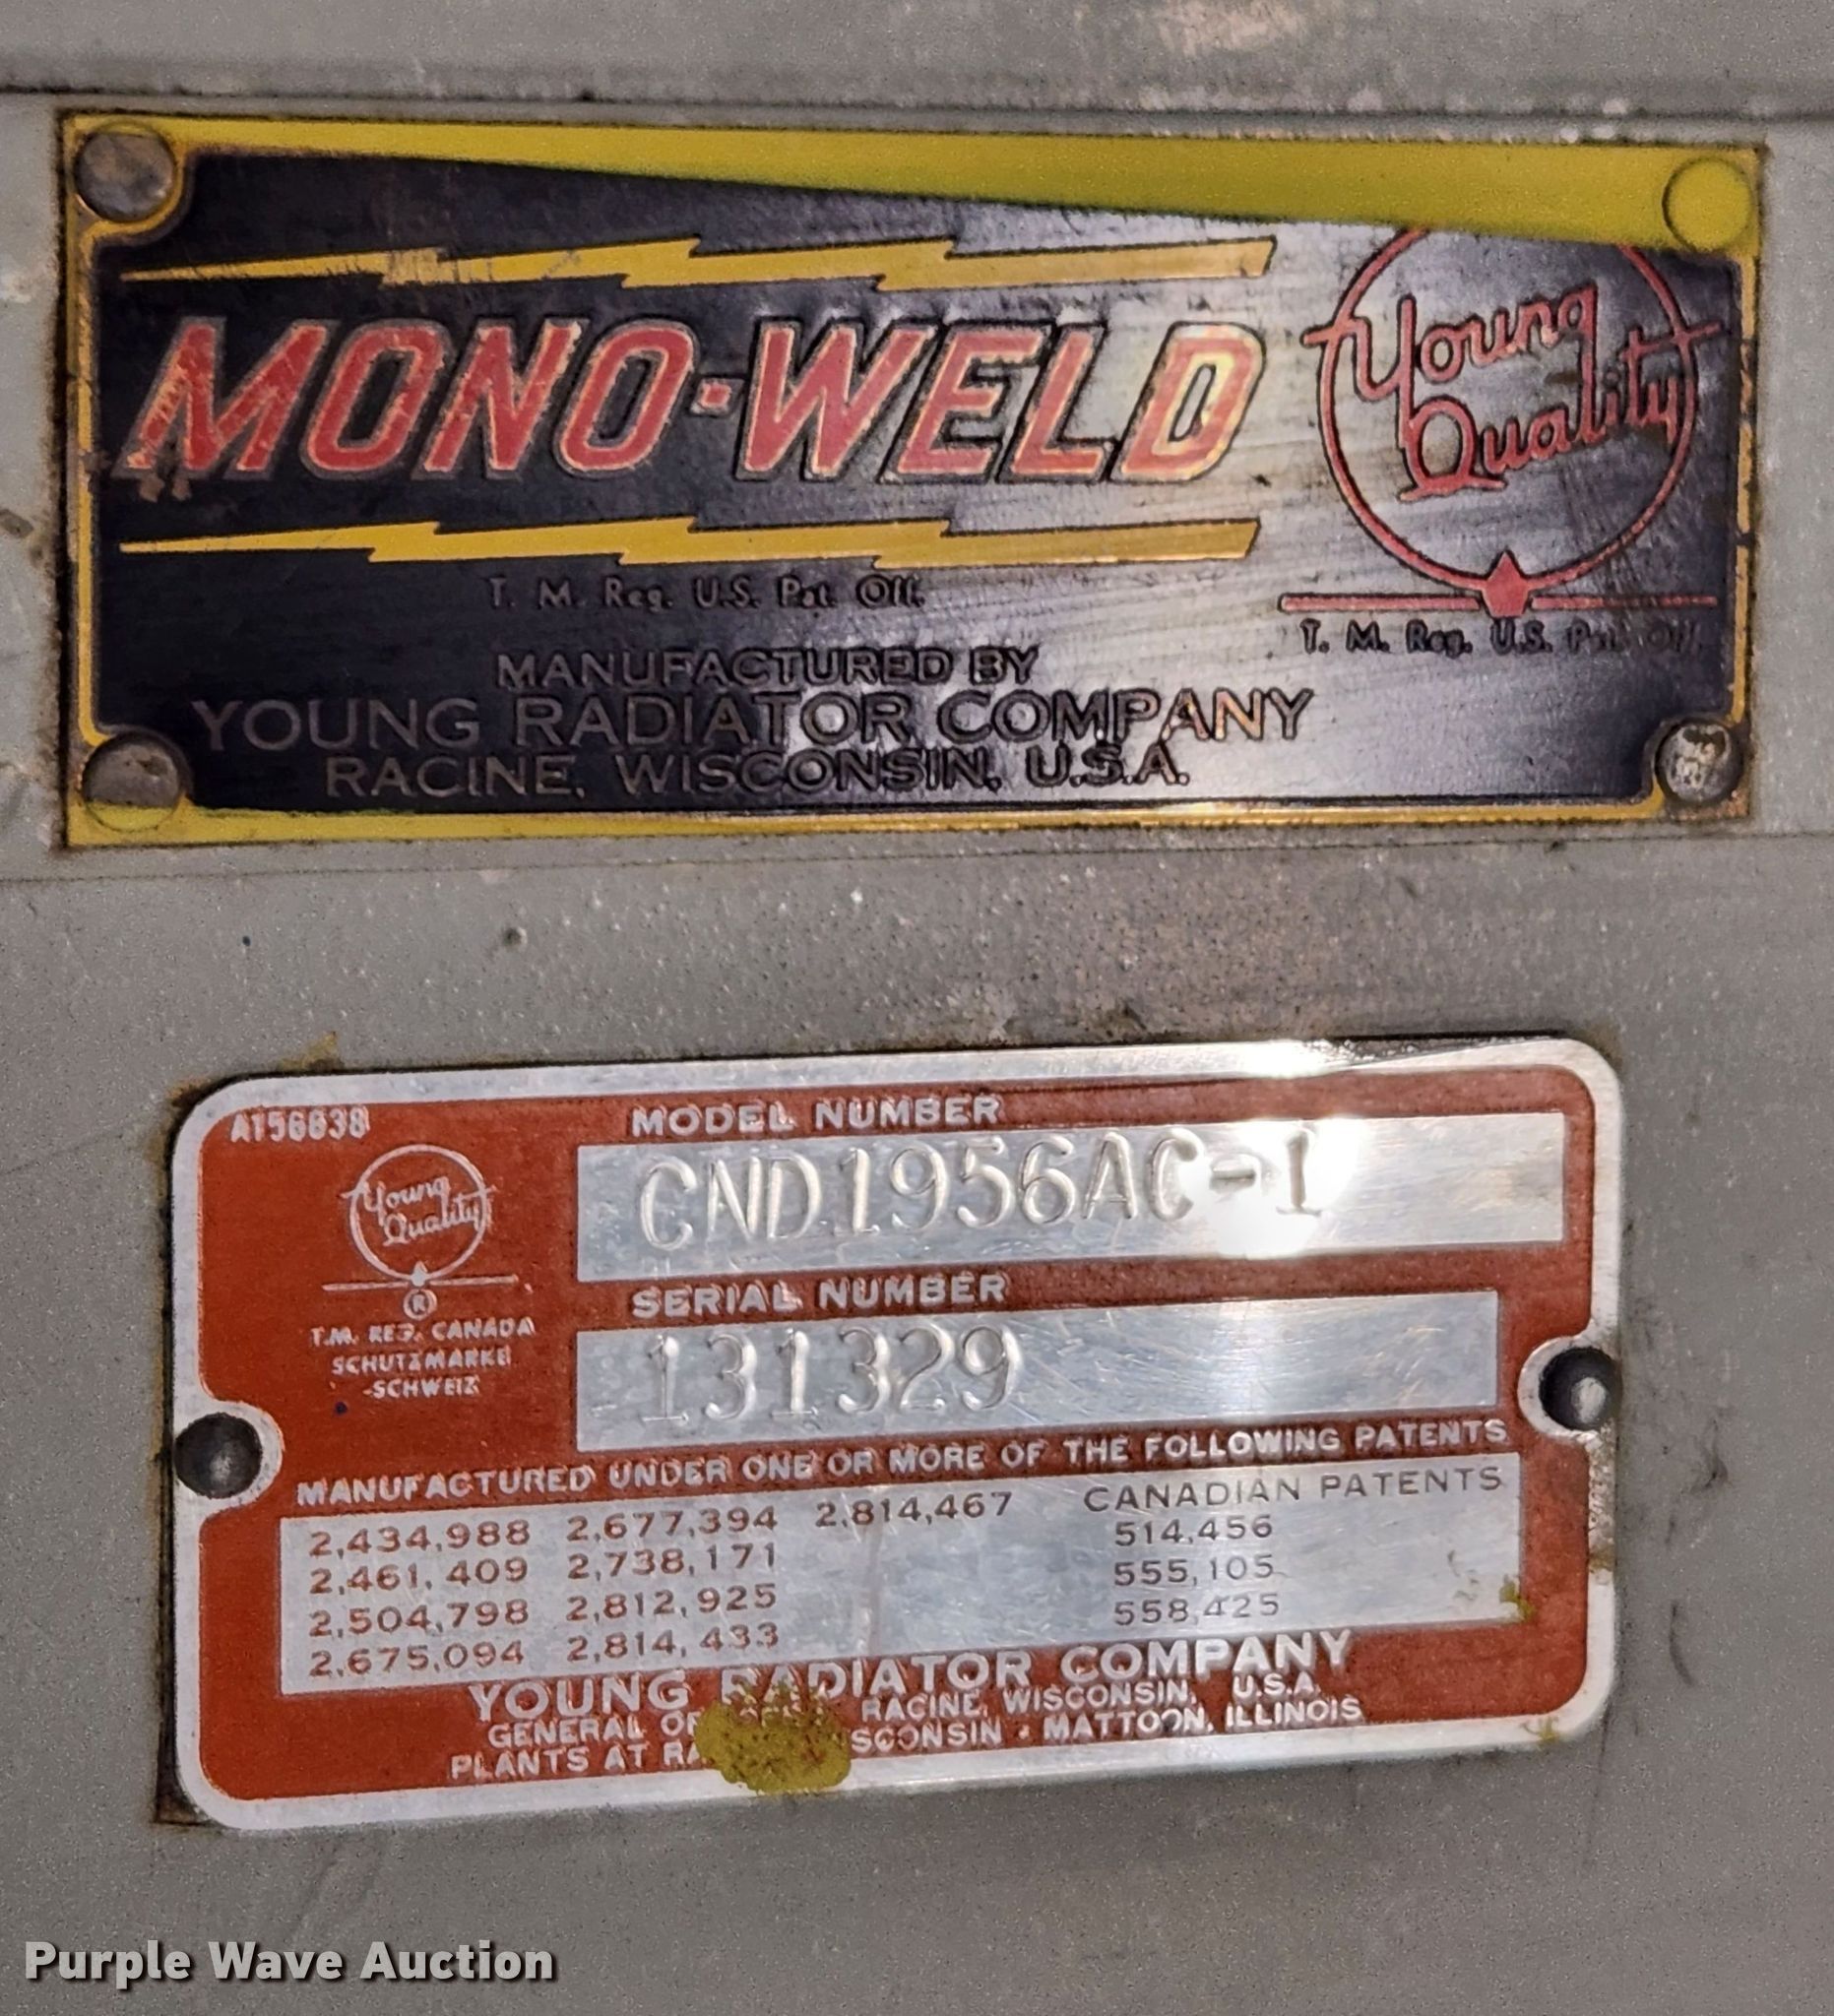 MONO-WELD
Young
Quality
T. M. Reg. U.S. Pat. Off.
T. M. Reg. U.S. Pat. Off.
MANUFACTURED BY
YOUNG RADIATOR COMPANY
RACINE, WISCONSIN, U.S.A.
MODEL NUMBER
CND1956AC-1
Young
Quality
®
T.M. REG. CANADA
SCHUTZMARKE
-SCHWEIZ
SERIAL NUMBER
131329
MANUFACTURED UNDER ONE OR MORE OF THE FOLLOWING PATENTS
2,434,988 2,677,394 2,814,467 CANADIAN PATENTS
2,461,409 2,738,171 514,456
2,504,798 2,812,925 555,105
2,675,094 2,814,433 558,425
YOUNG RADIATOR COMPANY
GENERAL RACINE, WISCONSIN, U.S.A.
PLANTS AT MATTOON, ILLINOIS
Purple Wave Auction